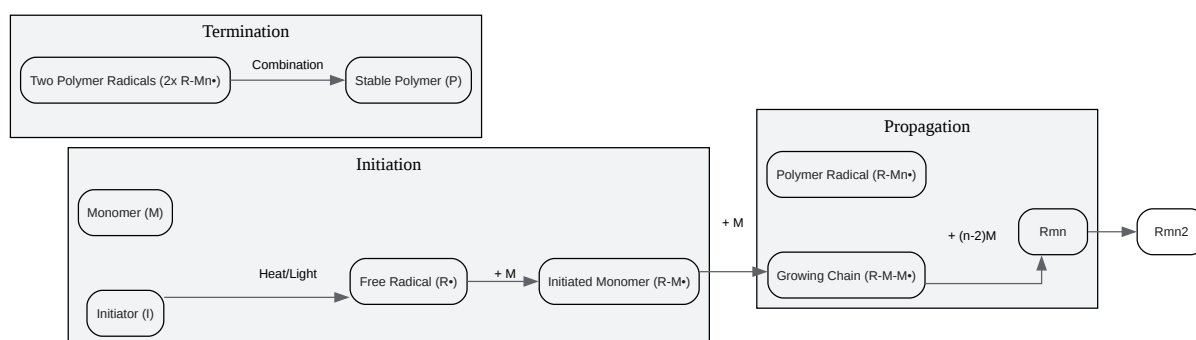 Termination
Two Polymer Radicals (2x R-Mn•)
Combination
Stable Polymer (P)
Initiation
Monomer (M)
Initiator (I)
Heat/Light
Free Radical (R•)
+ M
Initiated Monomer (R-M•)
+ M
Propagation
Polymer Radical (R-Mn•)
Growing Chain (R-M-M•)
+ (n-2)M
Rmn
Rmn2